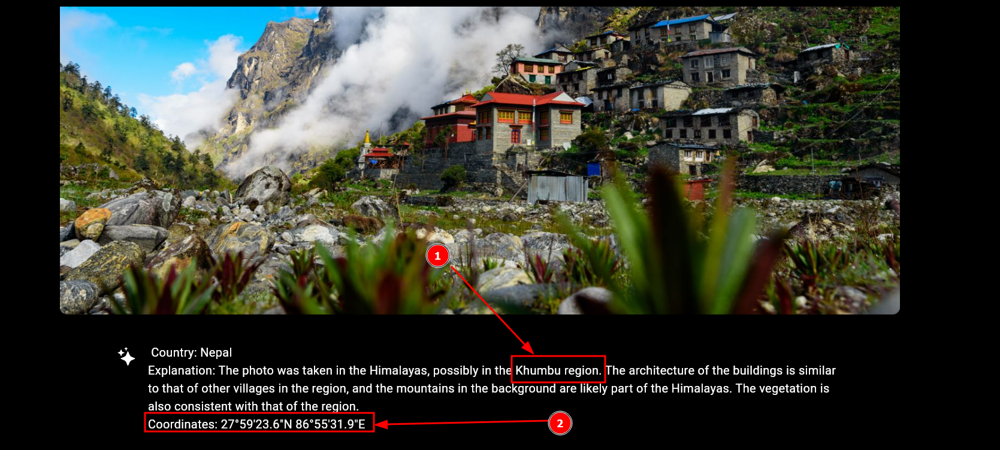 1
Country: Nepal
Explanation: The photo was taken in the Himalayas, possibly in the Khumbu region. The architecture of the buildings is similar
to that of other villages in the region, and the mountains in the background are likely part of the Himalayas. The vegetation is
also consistent with that of the region.
Coordinates: 27°59'23.6"N 86°55'31.9"E
2